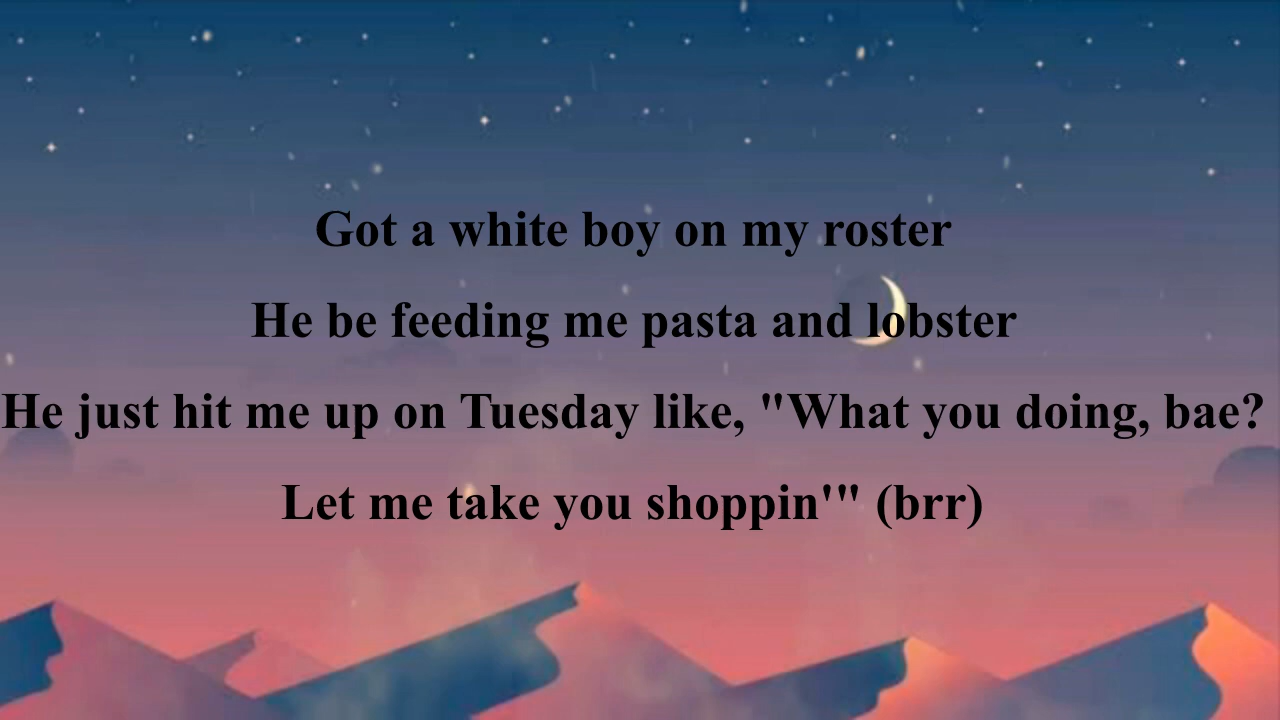 Got a white boy on my roster
He be feeding me pasta and lobster
He just hit me up on Tuesday like, "What you doing, bae?
Let me take you shoppin'" (brr)